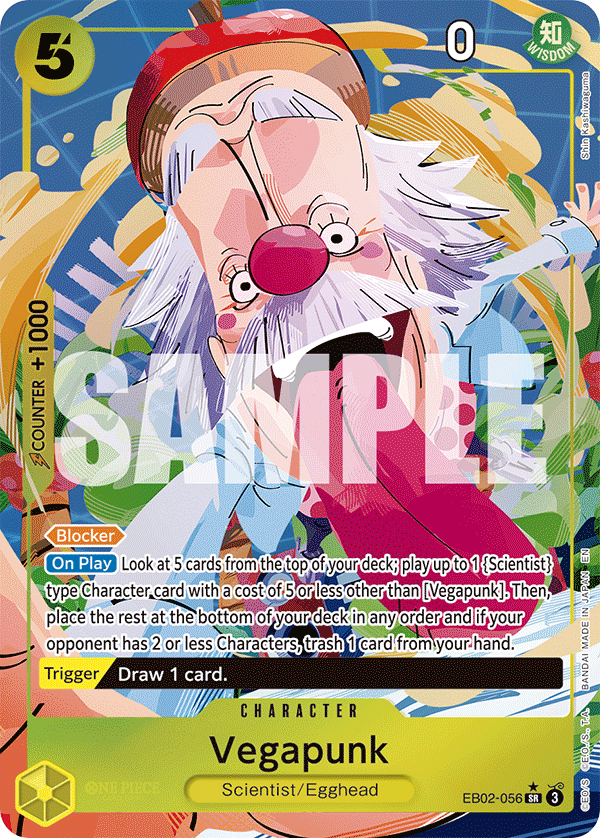 5
0
知
WISDOM
Shin Kashiwaguma
COUNTER +1000
SAMPLE
Blocker
On Play Look at 5 cards from the top of your deck; play up to 1 {Scientist}
type Character card with a cost of 5 or less other than [Vegapunk]. Then,
place the rest at the bottom of your deck in any order and if your
opponent has 2 or less Characters, trash 1 card from your hand.
Trigger Draw 1 card.
CHARACTER
Vegapunk
Scientist/Egghead
ONE PIECE
EB02-056 SR 3
©EO/S ©E.O./S., T.A. BANDAI MADE IN JAPAN EN